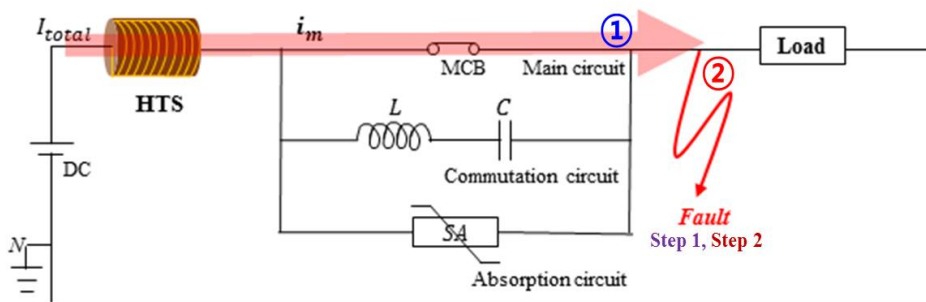 I_total
i_m
①
HTS
MCB
Main circuit
②
Load
L
C
DC
Commutation circuit
Fault
SA
Step 1, Step 2
N
Absorption circuit